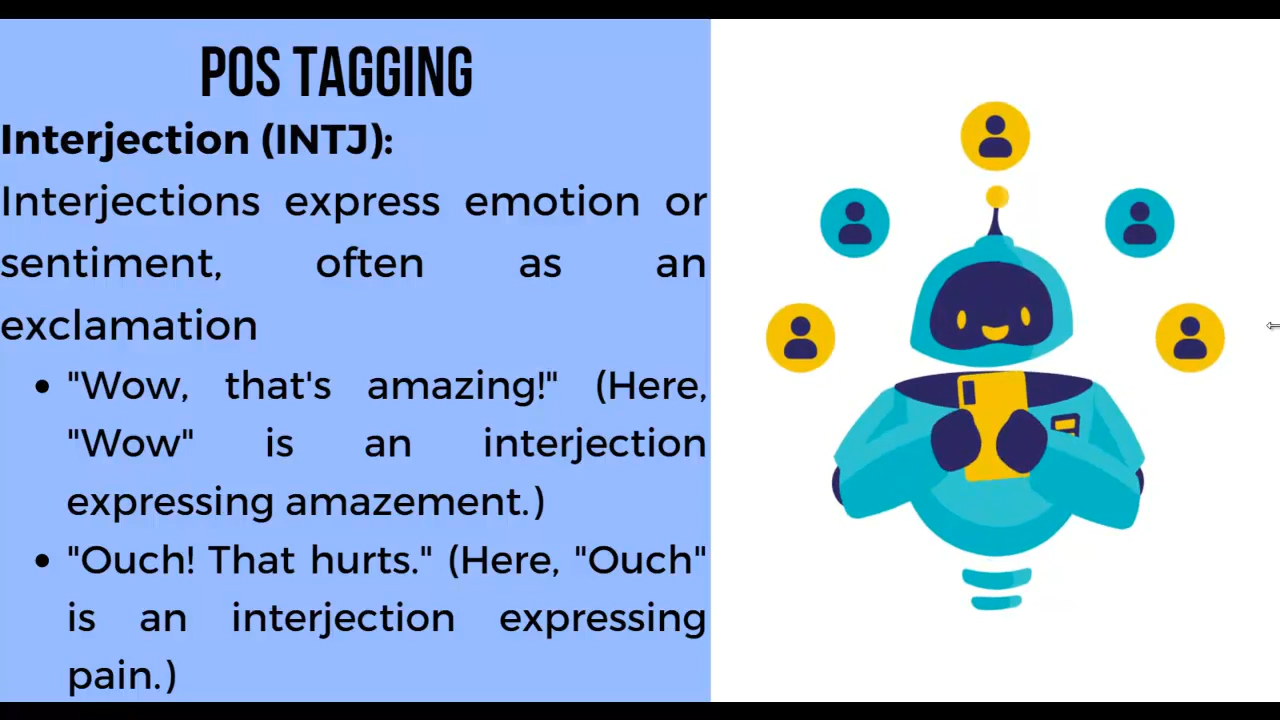 POS TAGGING
Interjection (INTJ):
Interjections express emotion or
sentiment, often as an
exclamation
• "Wow, that's amazing!" (Here,
"Wow" is an interjection
expressing amazement.)
• "Ouch! That hurts." (Here, "Ouch"
is an interjection expressing
pain.)